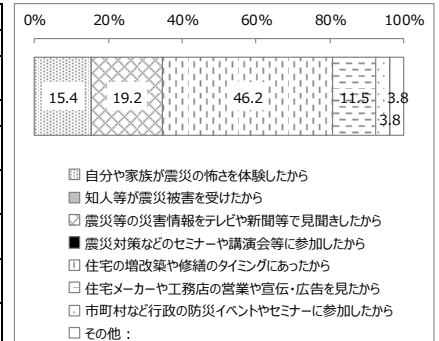 0% 20% 40% 60% 80% 100%
15.4 19.2 46.2 11.5 3.8
3.8
自分や家族が震災の怖さを体験したから
知人等が震災被害を受けたから
震災等の災害情報をテレビや新聞等で見聞きしたから
震災対策などのセミナーや講演会等に参加したから
住宅の増改築や修繕のタイミングにあったから
住宅メーカーや工務店の営業や宣伝・広告を見たから
市町村など行政の防災イベントやセミナーに参加したから
その他：